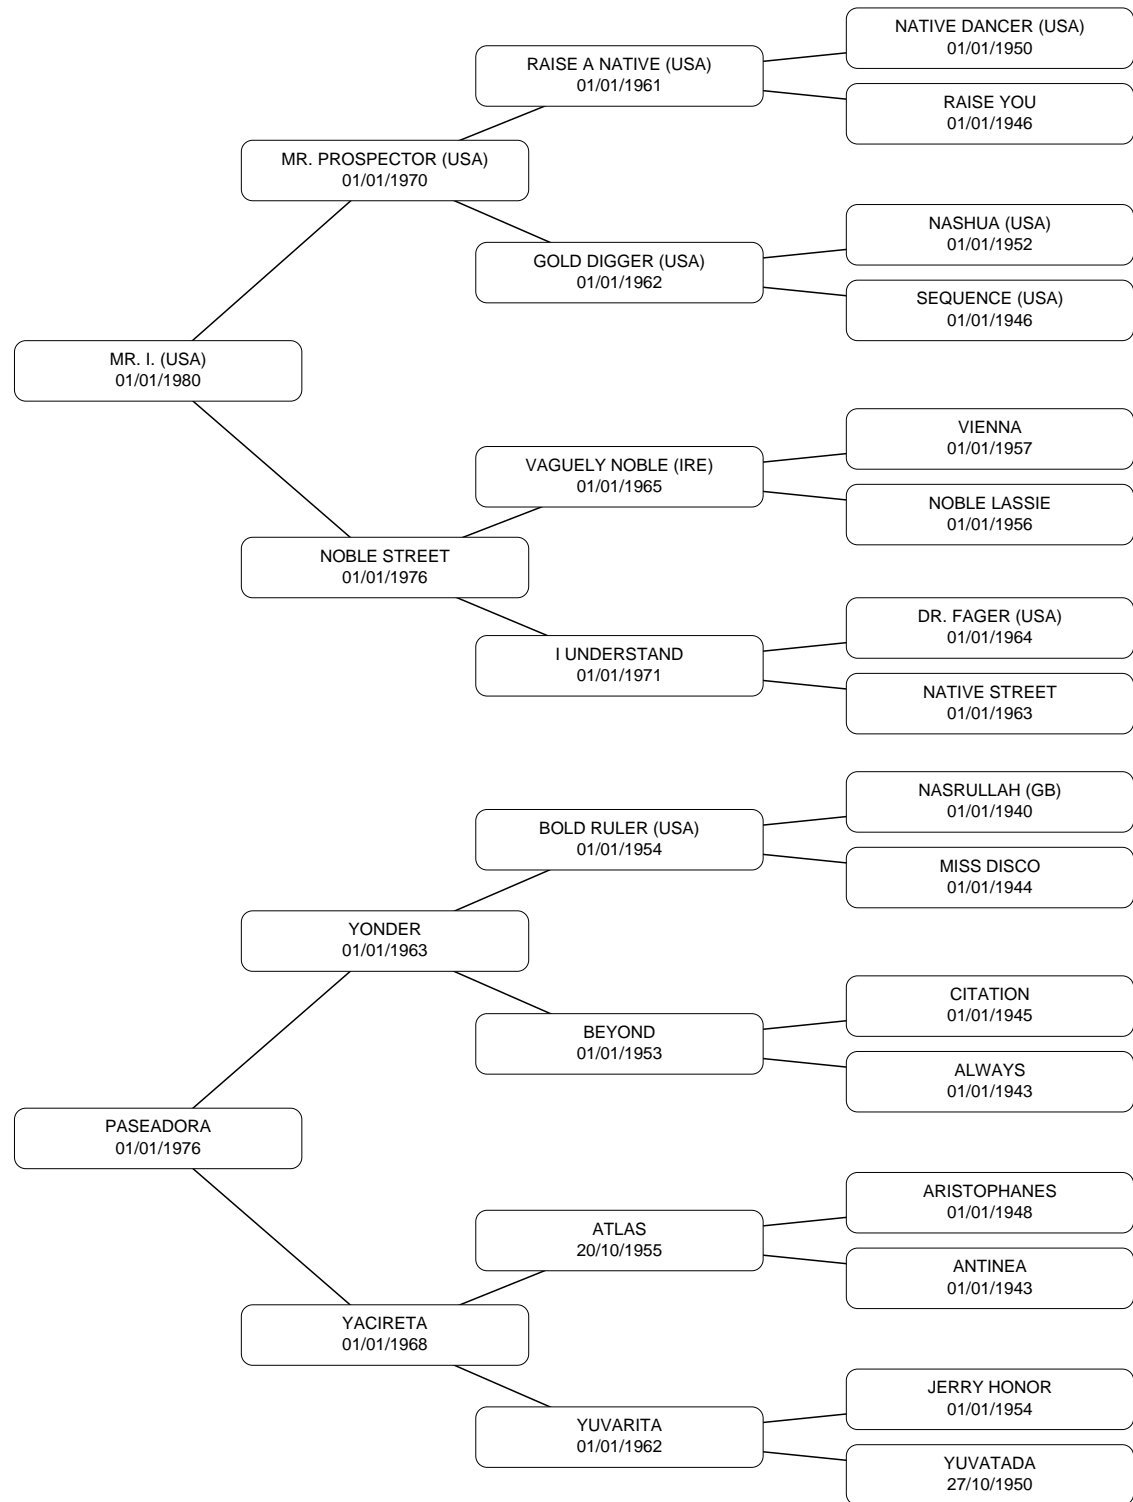 NATIVE DANCER (USA)
01/01/1950
RAISE A NATIVE (USA)
01/01/1961
RAISE YOU
01/01/1946
MR. PROSPECTOR (USA)
01/01/1970
NASHUA (USA)
01/01/1952
GOLD DIGGER (USA)
01/01/1962
SEQUENCE (USA)
01/01/1946
MR. I. (USA)
01/01/1980
VIENNA
01/01/1957
VAGUELY NOBLE (IRE)
01/01/1965
NOBLE LASSIE
01/01/1956
NOBLE STREET
01/01/1976
DR. FAGER (USA)
01/01/1964
I UNDERSTAND
01/01/1971
NATIVE STREET
01/01/1963
NASRULLAH (GB)
01/01/1940
BOLD RULER (USA)
01/01/1954
MISS DISCO
01/01/1944
YONDER
01/01/1963
CITATION
01/01/1945
BEYOND
01/01/1953
ALWAYS
01/01/1943
PASEADORA
01/01/1976
ARISTOPHANES
01/01/1948
ATLAS
20/10/1955
ANTINEA
01/01/1943
YACIRETA
01/01/1968
JERRY HONOR
01/01/1954
YUVARITA
01/01/1962
YUVATADA
27/10/1950